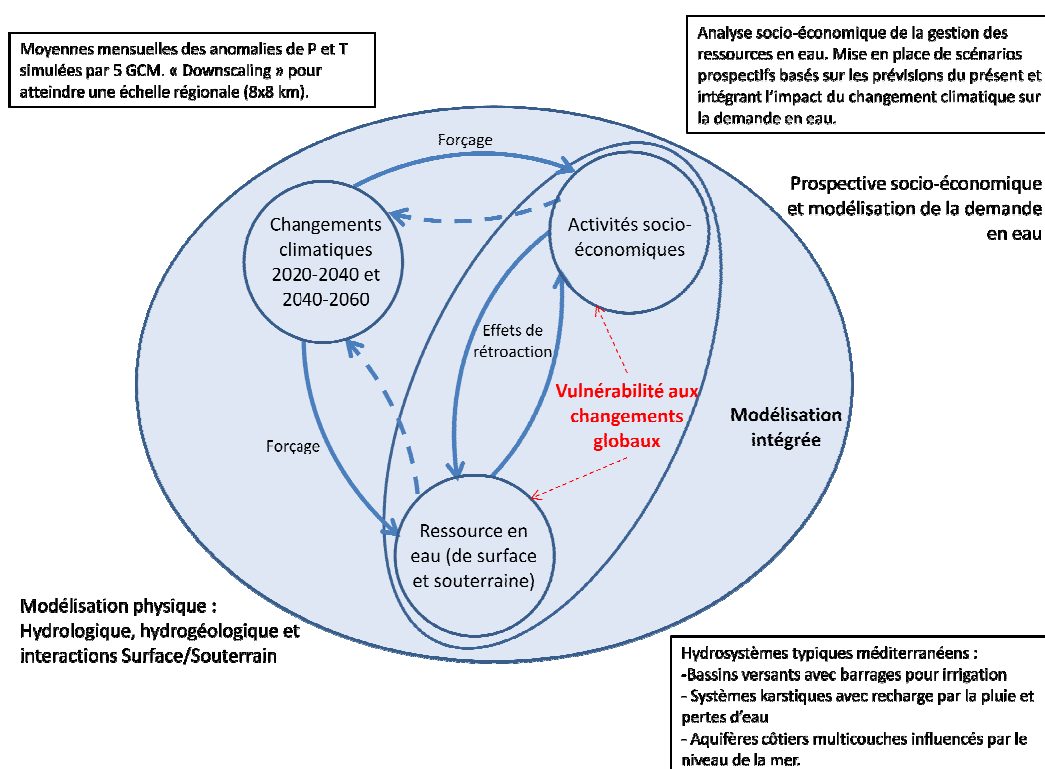 Moyennes mensuelles des anomalies de P et T
simulées par 5 GCM. « Downscaling » pour
atteindre une échelle régionale (8x8 km).
Analyse socio-économique de la gestion des
ressources en eau. Mise en place de scénarios
prospectifs basés sur les prévisions du présent et
intégrant l'impact du changement climatique sur
la demande en eau.
Forçage
Prospective socio-économique
et modélisation de la demande
en eau
Changements
climatiques
2020-2040 et
2040-2060
Activités socio-
économiques
Effets de
rétroaction
Vulnérabilité aux
changements
globaux
Modélisation
intégrée
Forçage
Ressource en
eau (de surface
et souterraine)
Modélisation physique :
Hydrologique, hydrogéologique et
interactions Surface/Souterrain
Hydrosystèmes typiques méditerranéens :
-Bassins versants avec barrages pour irrigation
- Systèmes karstiques avec recharge par la pluie et
pertes d'eau
- Aquifères côtiers multicouches influencés par le
niveau de la mer.